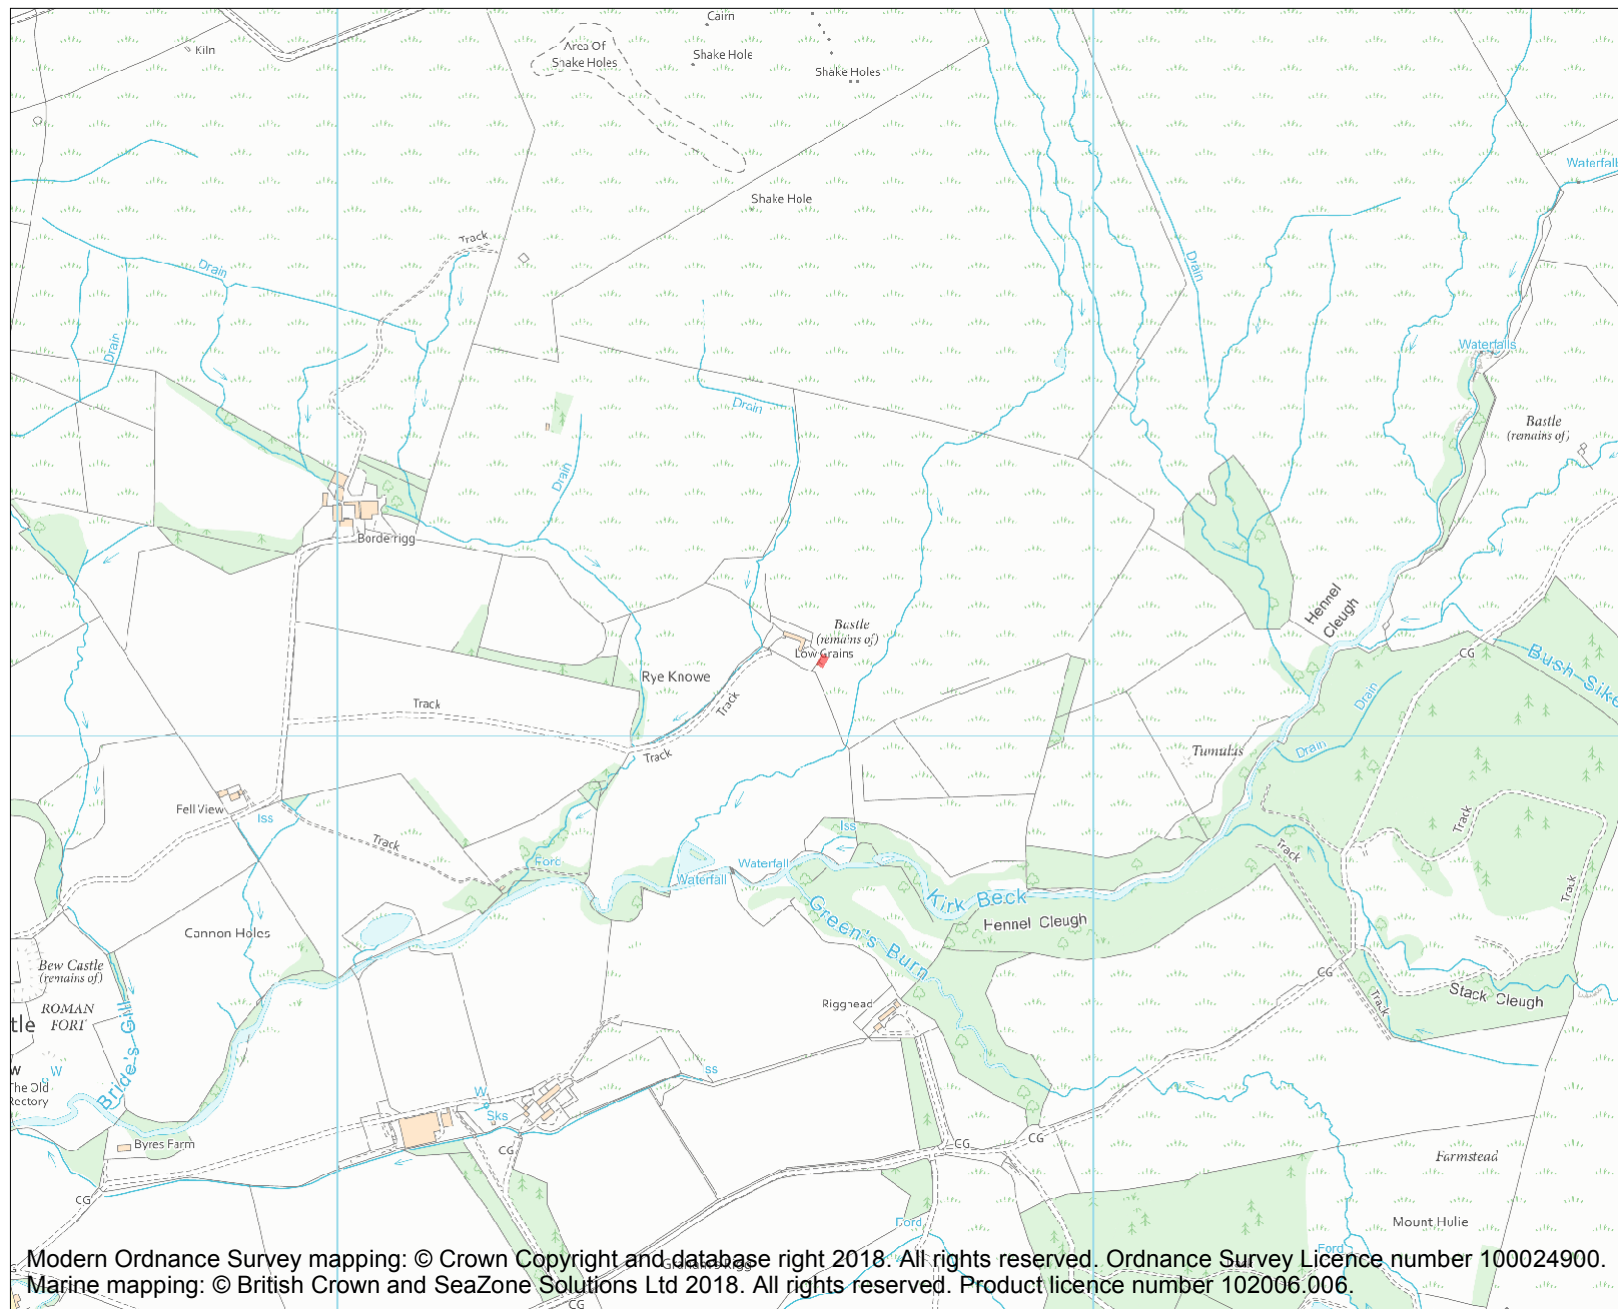 Cairn
Kiln
Area Of
Shake Holes
Shake Hole
Shake Holes
Waterfall
Shake Hole
Track
Drain
Drain
Drain
Waterfalls
Drain
Bastle
(remains of)
Drain
Borderrigg
Hennel
Cleugh
Bastle
(remains of)
Low Grains
CG
Rye Knowe
Bush Sike
Drain
Track
Track
Tumulus
Drain
Track
Fell View
Iss
Iss
Track
Track
Track
Ford
Waterfall
Waterfall
Track
Kirk Beck
Green's Burn
Hennel Cleugh
Cannon Holes
Bew Castle
(remains of)
CG
Stack Cleugh
Track
ROMAN
FORT
tle
Righead
Bride's Gill
W
W
The Old
Rectory
Iss
W
Sks
Byres Farm
CG
CG
CG
CG
Farmstead
Ford
Mount Hulie
Ford
Modern Ordnance Survey mapping: © Crown Copyright and database right 2018. All rights reserved. Ordnance Survey Licence number 100024900.
Graham's Rigg
Marine mapping: © British Crown and SeaZone Solutions Ltd 2018. All rights reserved. Product licence number 102006.006.
CG